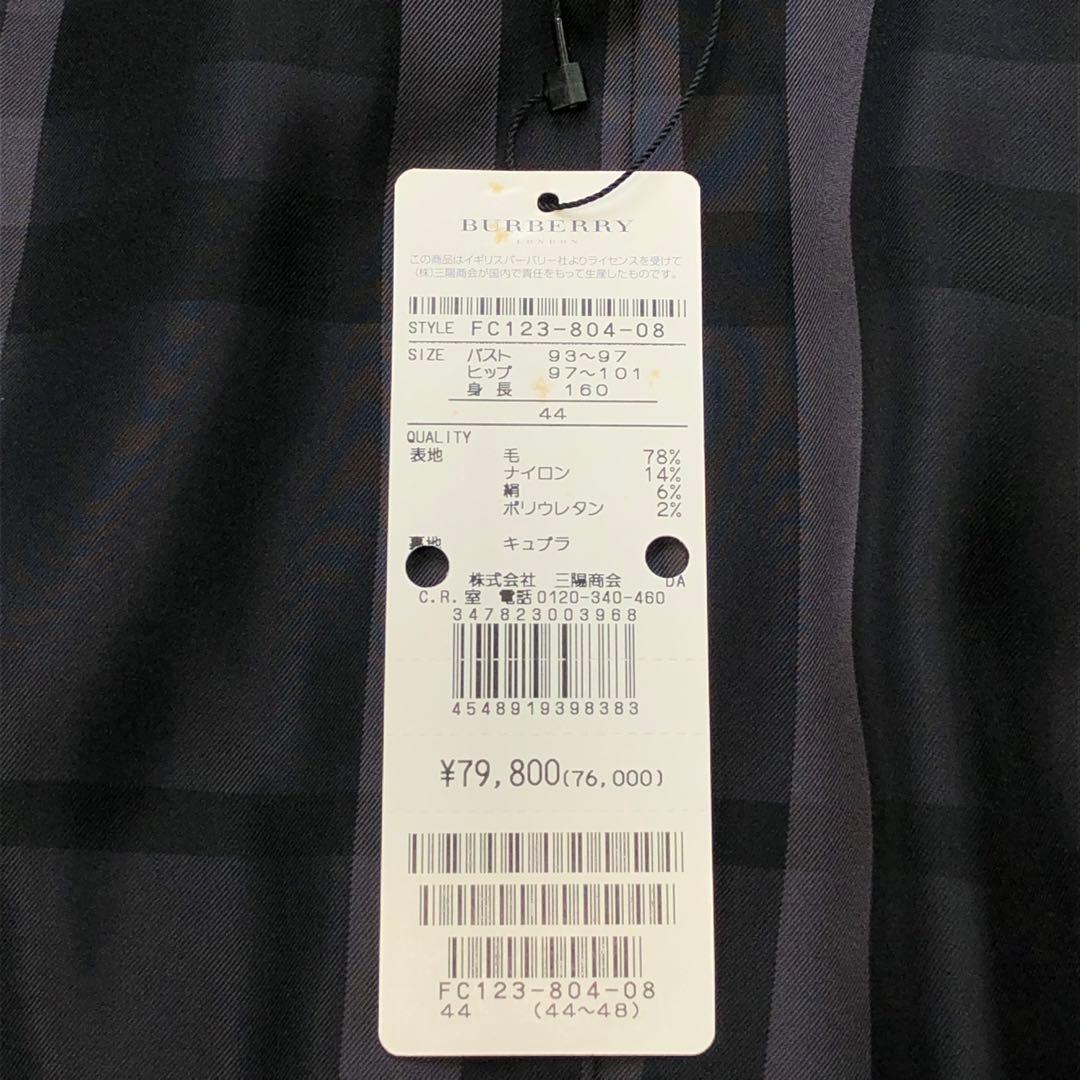 BURBERRY
LONDON
この商品はイギリスバーバリー社よりライセンスを受けて
(株)三陽商会が国内で責任をもって生産したものです。
STYLE FC123-804-08
SIZE バスト 93〜97
ヒップ 97〜101
身長 160
44
QUALITY
表地 毛 78%
ナイロン 14%
絹 6%
ポリウレタン 2%
裏地 キュプラ
株式会社 三陽商会 DA
C.R.室 電話0120-340-460
347823003968
4548919398383
¥79,800(76,000)
FC123-804-08
44 (44〜48)